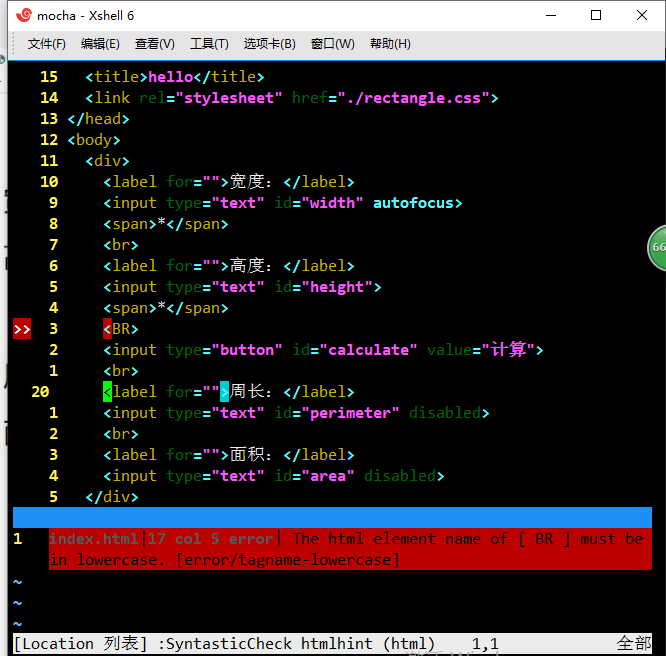 mocha - Xshell 6
文件(F) 编辑(E) 查看(V) 工具(T) 选项卡(B) 窗口(W) 帮助(H)
15 <title>hello</title>
14 <link rel="stylesheet" href="./rectangle.css">
13 </head>
12 <body>
11 <div>
10 <label for="">宽度：</label>
9 <input type="text" id="width" autofocus>
8 <span>*</span>
7 <br>
6 <label for="">高度：</label>
5 <input type="text" id="height">
4 <span>*</span>
>> 3 <BR>
2 <input type="button" id="calculate" value="计算">
1 <br>
20 <label for="">周长：</label>
1 <input type="text" id="perimeter" disabled>
2 <br>
3 <label for="">面积：</label>
4 <input type="text" id="area" disabled>
5 </div>
1 index.html|17 col 5 error| The html element name of [ BR ] must be
in lowercase. [error/tagname-lowercase]
~
~
~
[Location 列表] :SyntasticCheck htmlhint (html) 1,1 全部
66